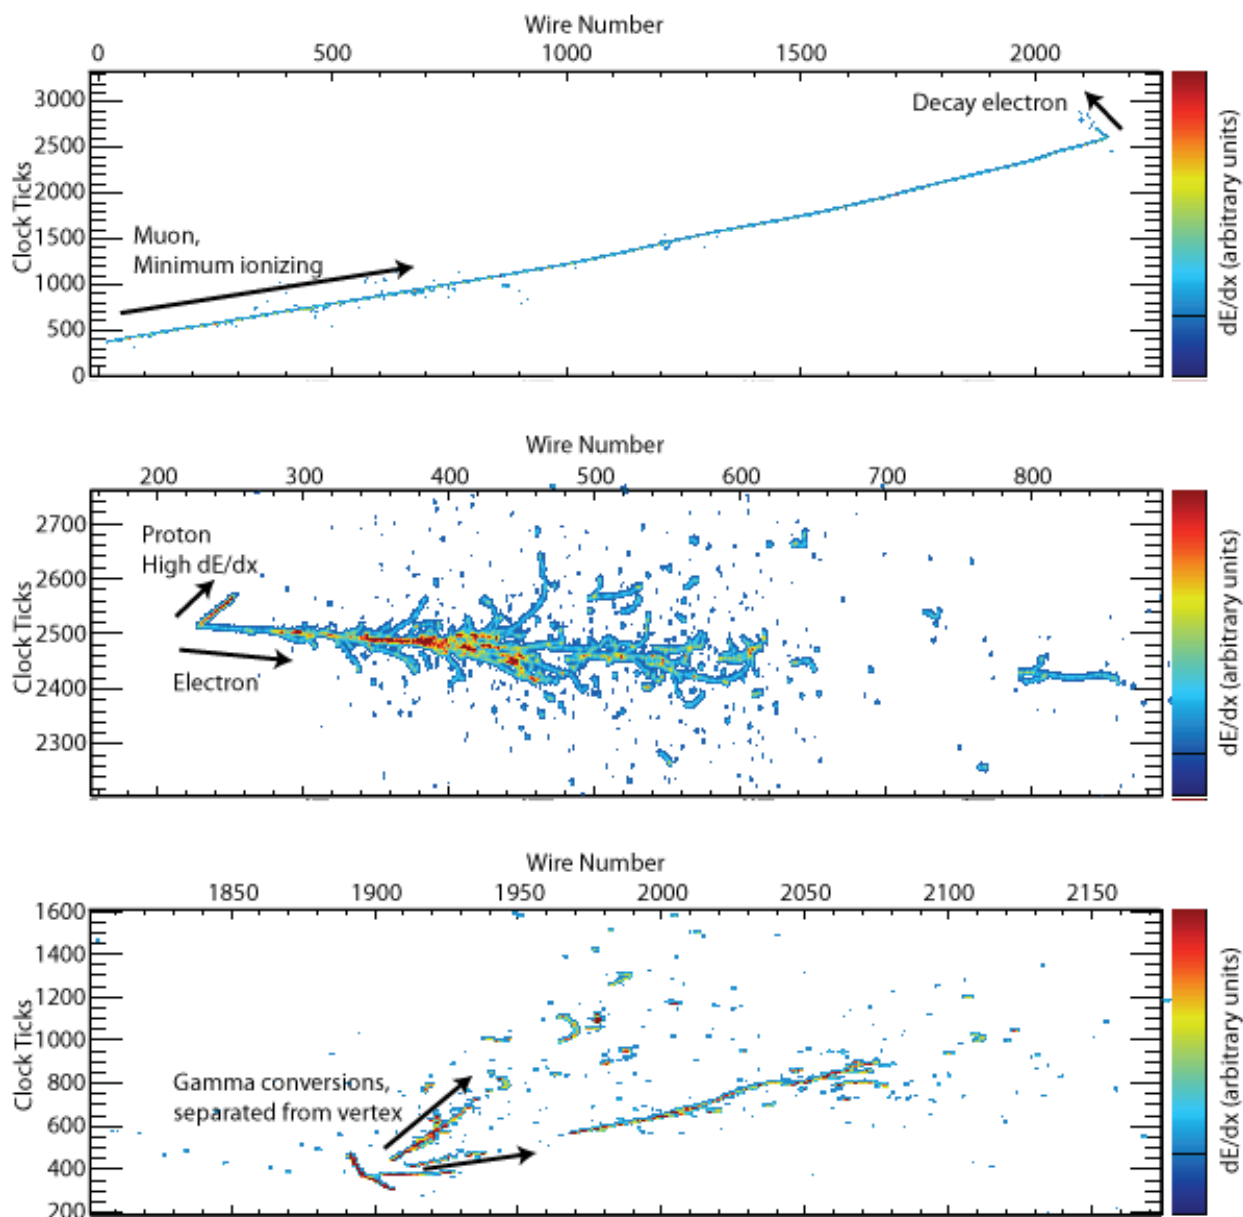 Wire Number
0 500 1000 1500 2000
3000
2500
2000
1500
1000
500
0
Clock Ticks
Decay electron
Muon,
Minimum ionizing
dE/dx (arbitrary units)
Wire Number
200 300 400 500 600 700 800
2700
2600
2500
2400
2300
Clock Ticks
Proton
High dE/dx
Electron
dE/dx (arbitrary units)
Wire Number
1850 1900 1950 2000 2050 2100 2150
1600
1400
1200
1000
800
600
400
200
Clock Ticks
Gamma conversions,
separated from vertex
dE/dx (arbitrary units)